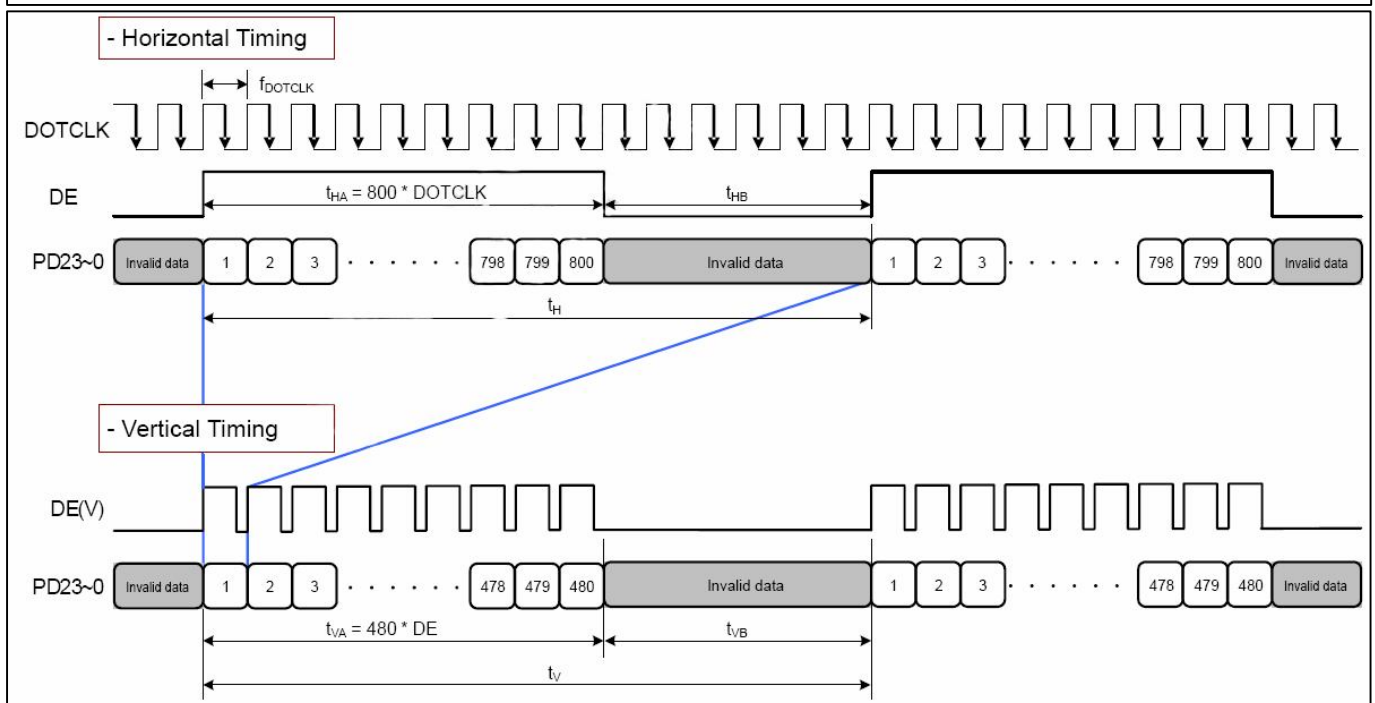 - Horizontal Timing
fDOTCLK
DOTCLK
DE
tHA = 800 * DOTCLK
tHB
PD23~0 Invalid data 1 2 3 · · · · · · 798 799 800 Invalid data 1 2 3 · · · · · · 798 799 800 Invalid data
tH
- Vertical Timing
DE(V)
PD23~0 Invalid data 1 2 3 · · · · · · 478 479 480 Invalid data 1 2 3 · · · · · · 478 479 480 Invalid data
tVA = 480 * DE
tVB
tV